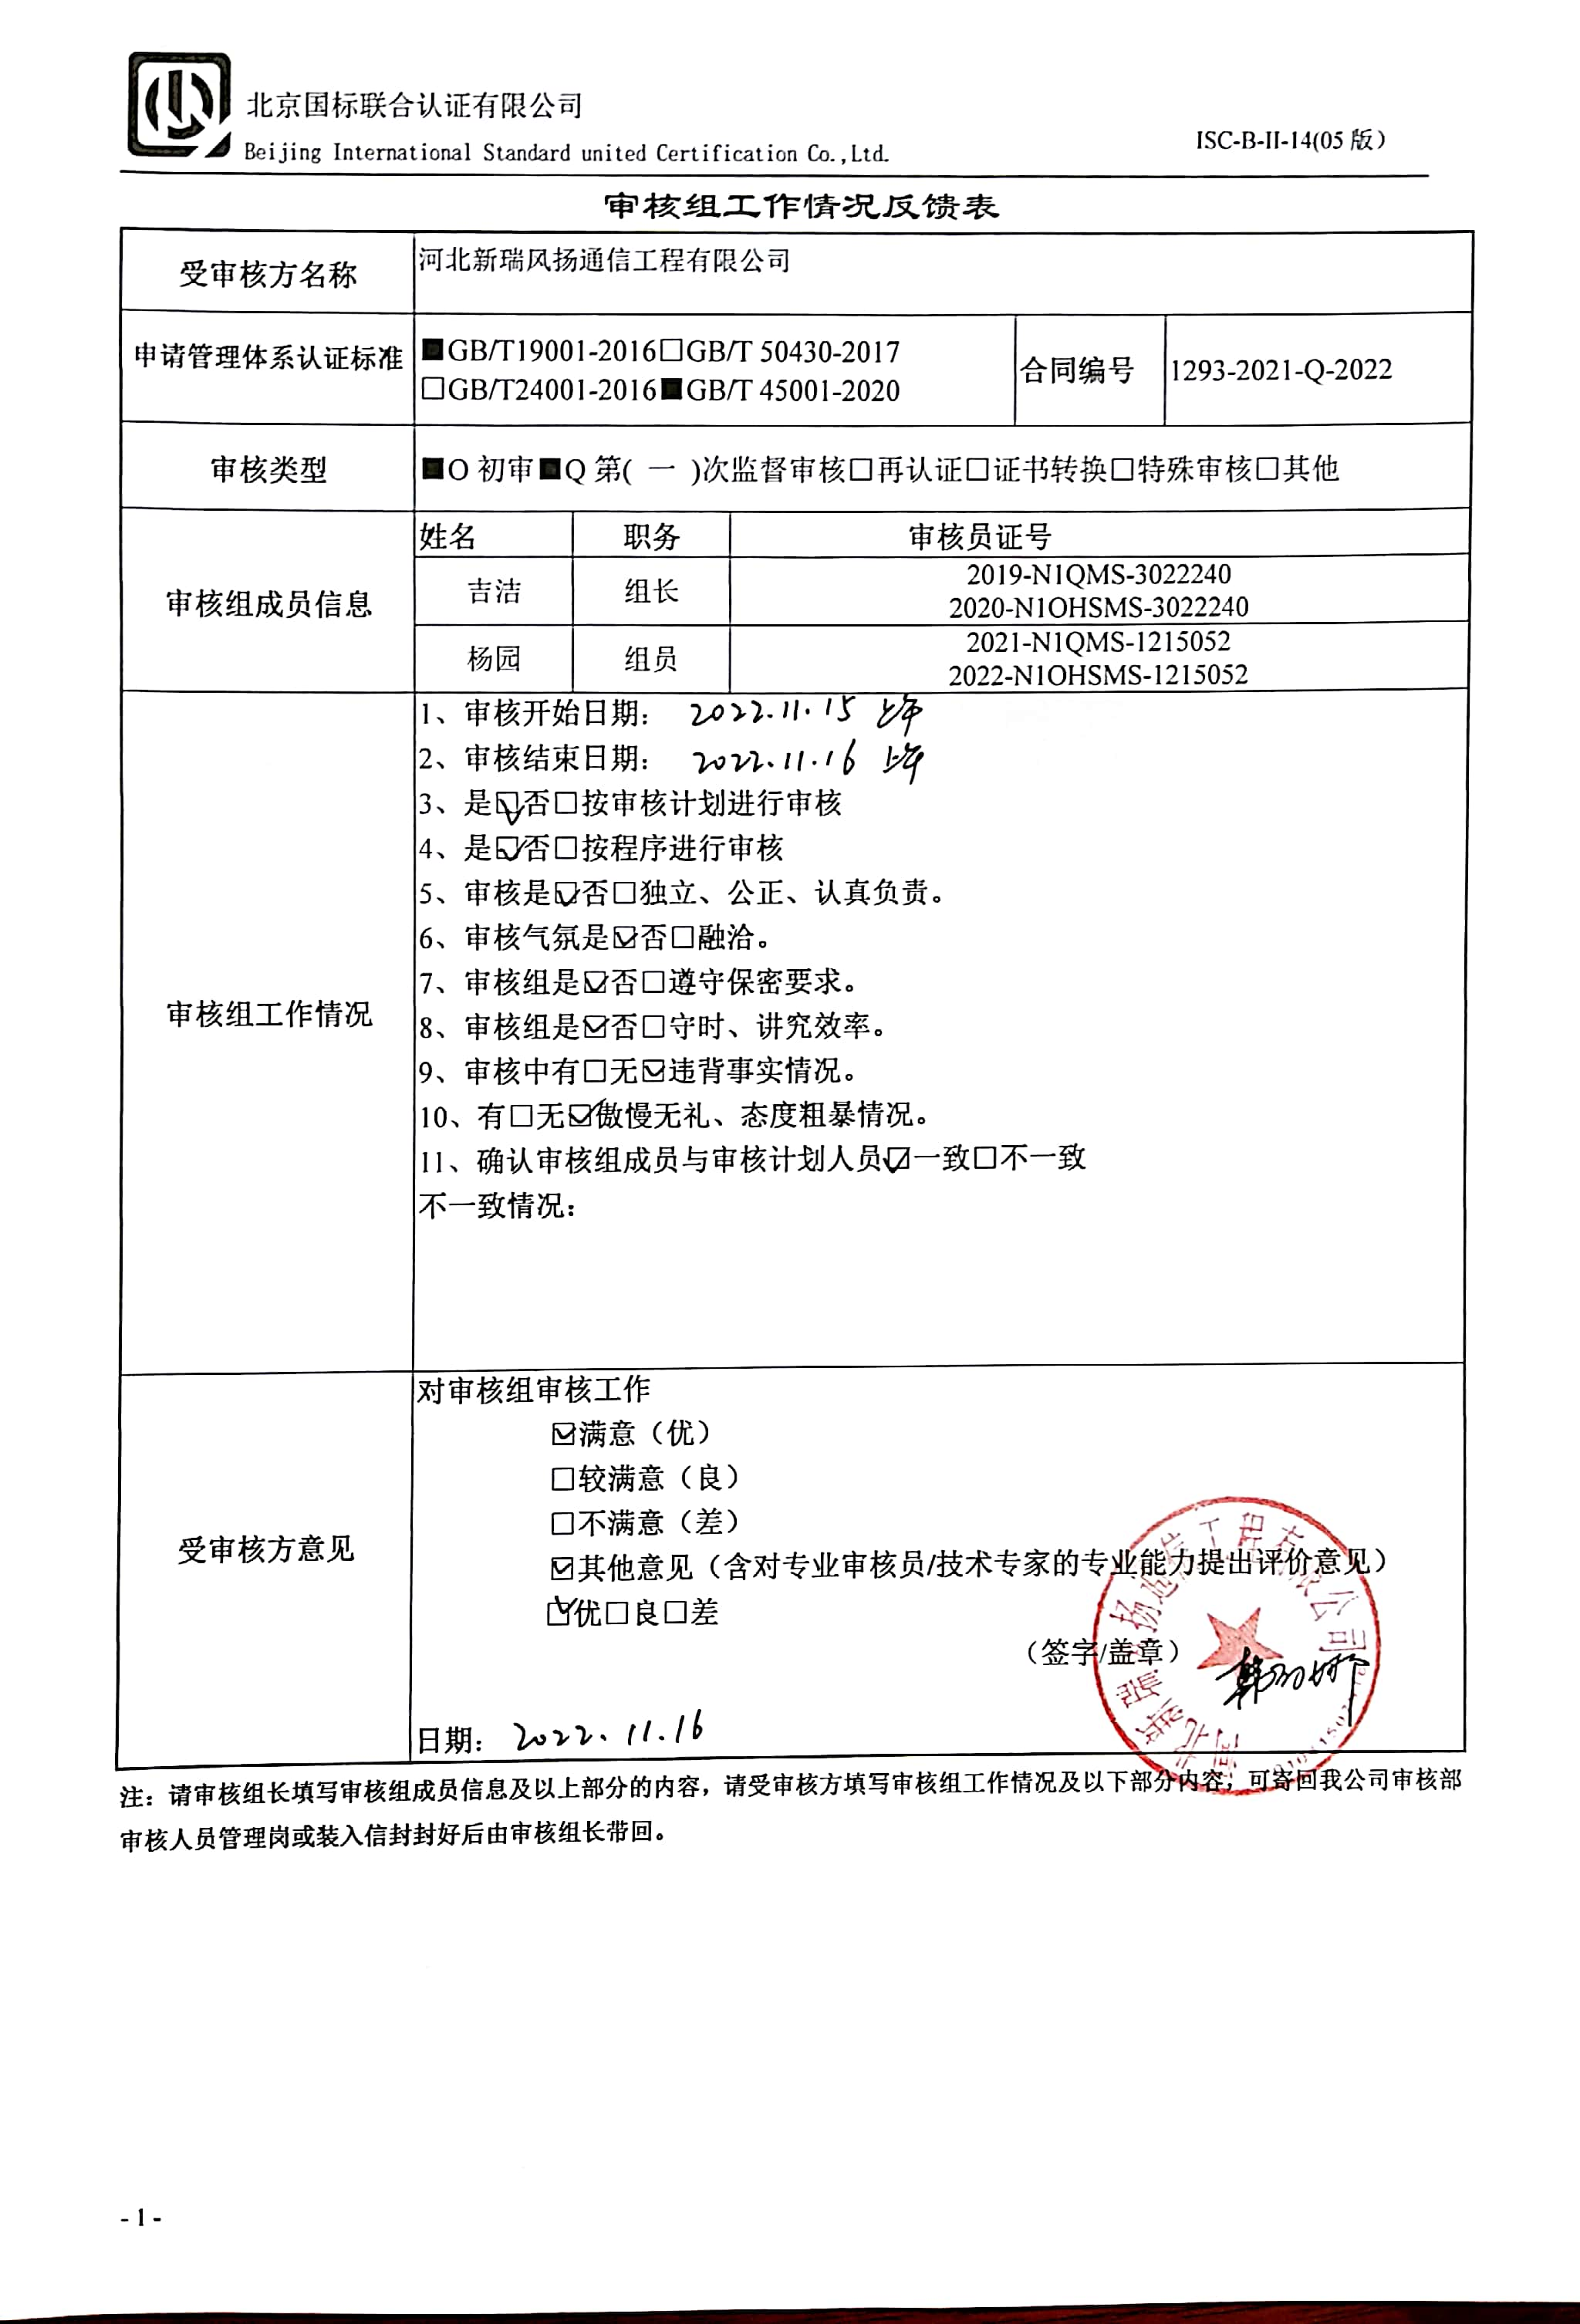 北京国标联合认证有限公司
Beijing International Standard united Certification Co.,Ltd.
ISC-B-II-14(05 版)
审核组工作情况反馈表
受审核方名称
河北新瑞风扬通信工程有限公司
申请管理体系认证标准
■GB/T19001-2016□GB/T 50430-2017
□GB/T24001-2016■GB/T 45001-2020
合同编号
1293-2021-Q-2022
审核类型
■O 初审■Q 第( 一 )次监督审核□再认证□证书转换□特殊审核□其他
审核组成员信息
姓名 职务 审核员证号
吉洁 组长 2019-N1QMS-3022240
2020-N1OHSMS-3022240
杨园 组员 2021-N1QMS-1215052
2022-N1OHSMS-1215052
审核组工作情况
1、审核开始日期： 2022.11.15 上午
2、审核结束日期： 2022.11.16 上午
3、是☑否□按审核计划进行审核
4、是☑否□按程序进行审核
5、审核是☑否□独立、公正、认真负责。
6、审核气氛是☑否□融洽。
7、审核组是☑否□遵守保密要求。
8、审核组是☑否□守时、讲究效率。
9、审核中有□无☑违背事实情况。
10、有□无☑傲慢无礼、态度粗暴情况。
11、确认审核组成员与审核计划人员☑一致□不一致
不一致情况：
受审核方意见
对审核组审核工作
☑满意（优）
□较满意（良）
□不满意（差）
☑其他意见（含对专业审核员/技术专家的专业能力提出评价意见）
☑优□良□差
（签字/盖章）
河北新瑞风扬通信工程有限公司
日期： 2022.11.16
注：请审核组长填写审核组成员信息及以上部分的内容，请受审核方填写审核组工作情况及以下部分内容；可寄回我公司审核部
审核人员管理岗或装入信封封好后由审核组长带回。
- 1 -